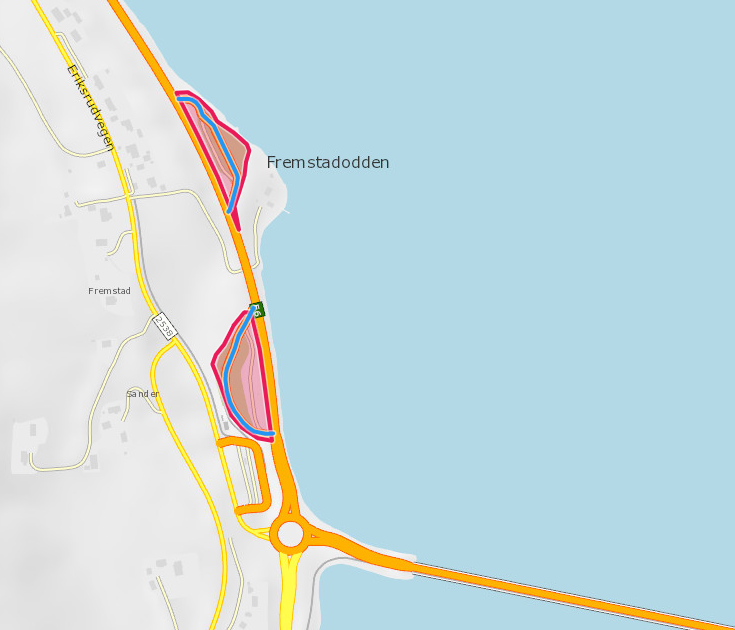 Eriksrudvegen
Fremstadodden
Fremstad
E6
2538
Sander